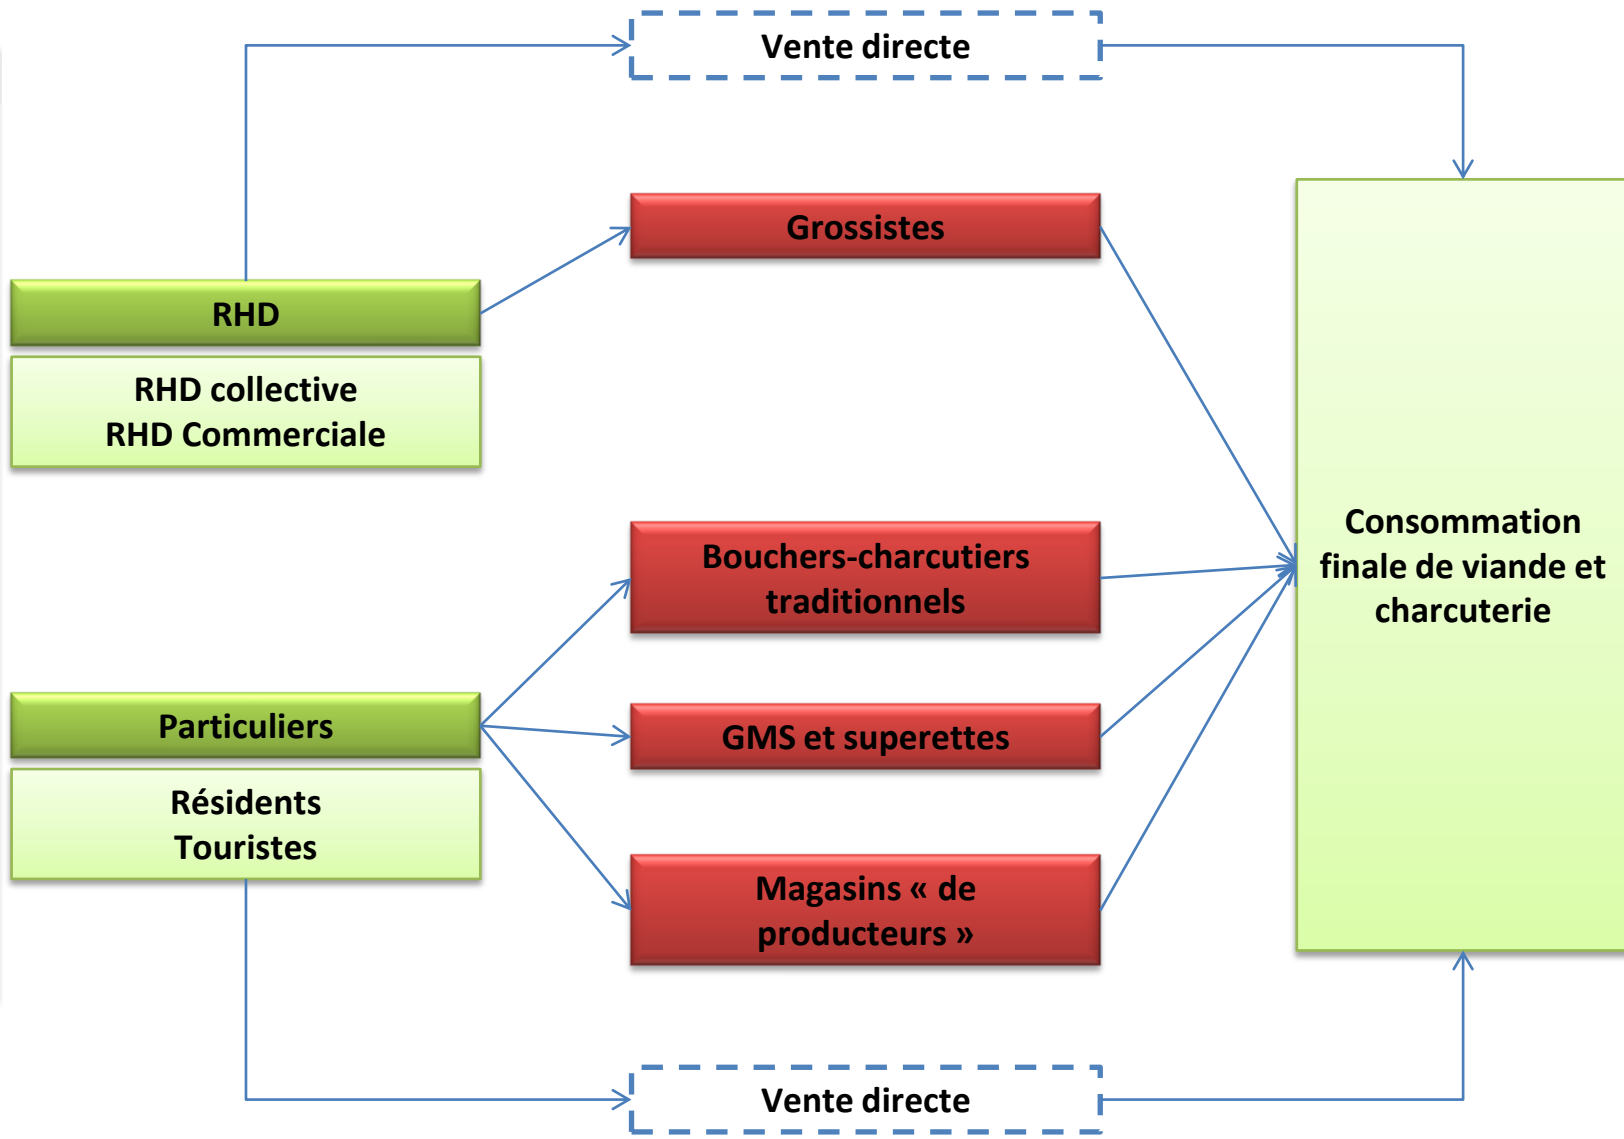 Vente directe
Grossistes
RHD
RHD collective
RHD Commerciale
Bouchers-charcutiers
traditionnels
Consommation
finale de viande et
charcuterie
Particuliers
GMS et superettes
Résidents
Touristes
Magasins « de
producteurs »
Vente directe